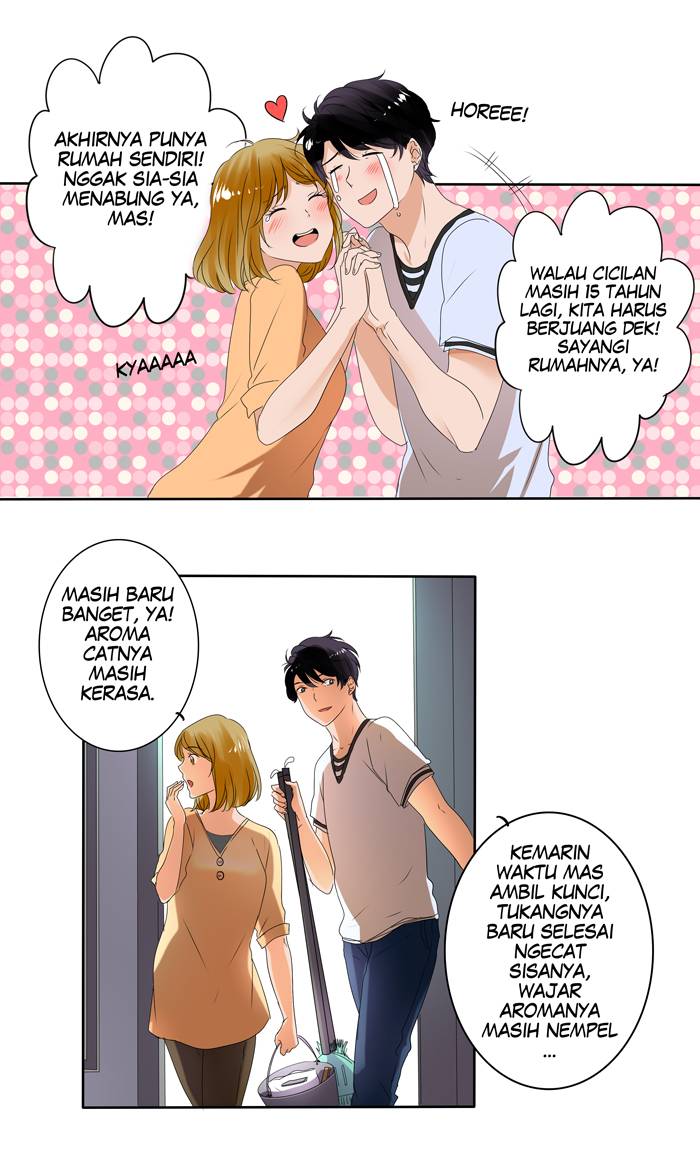 AKHIRNYA PUNYA
RUMAH SENDIRI!
NGGAK SIA-SIA
MENABUNG YA,
MAS!
HOREEE!
WALAU CICILAN
MASIH 15 TAHUN
LAGI, KITA HARUS
BERJUANG DEK!
SAYANGI
RUMAHNYA, YA!
KYAAAAA
MASIH BARU
BANGET, YA!
AROMA
CATNYA
MASIH
KERASA.
KEMARIN
WAKTU MAS
AMBIL KUNCI,
TUKANGNYA
BARU SELESAI
NGECAT
SISANYA,
WAJAR
AROMANYA
MASIH NEMPEL
...